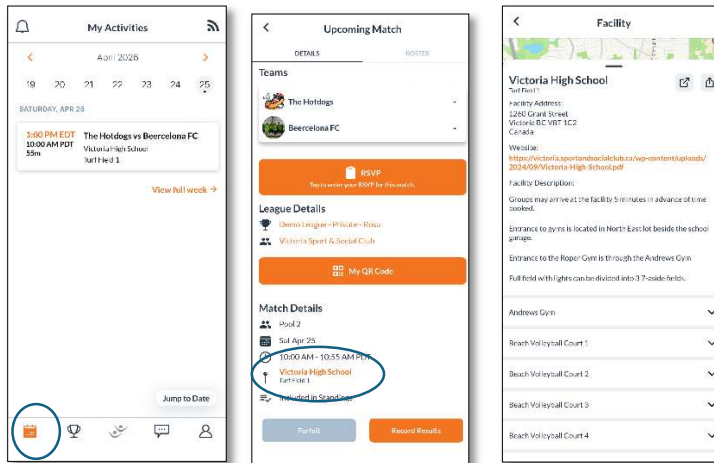 My Activities
April 2026
19 20 21 22 23 24 25
SATURDAY, APR 25
1:00 PM EDT The Hotdogs vs Beercelona FC
10:00 AM PDT Victoria High School
55m Turf Field 1
View full week →
Jump to Date
Upcoming Match
DETAILS ROSTER
Teams
The Hotdogs -
Beercelona FC -
RSVP
Tap to enter your RSVP for this match.
League Details
Demo League - Private - Rosa
Victoria Sport & Social Club
My QR Code
Match Details
Pool 2
Sat Apr 25
10:00 AM - 10:55 AM PDT
Victoria High School
Turf Field 1
Included in Standings
Forfeit Record Results
Facility
Victoria High School
Turf Field 1
Facility Address:
1260 Grant Street
Victoria BC V8T 1C2
Canada
Website:
https://victoria.sportandsocialclub.ca/wp-content/uploads/
2024/09/Victoria-High-School.pdf
Facility Description:
Groups may arrive at the facility 5 minutes in advance of time
booked.
Entrance to gyms is located in North East lot beside the school
garage.
Entrance to the Roper Gym is through the Andrews Gym
Full field with lights can be divided into 3 7-aside fields.
Andrews Gym
Beach Volleyball Court 1
Beach Volleyball Court 2
Beach Volleyball Court 3
Beach Volleyball Court 4